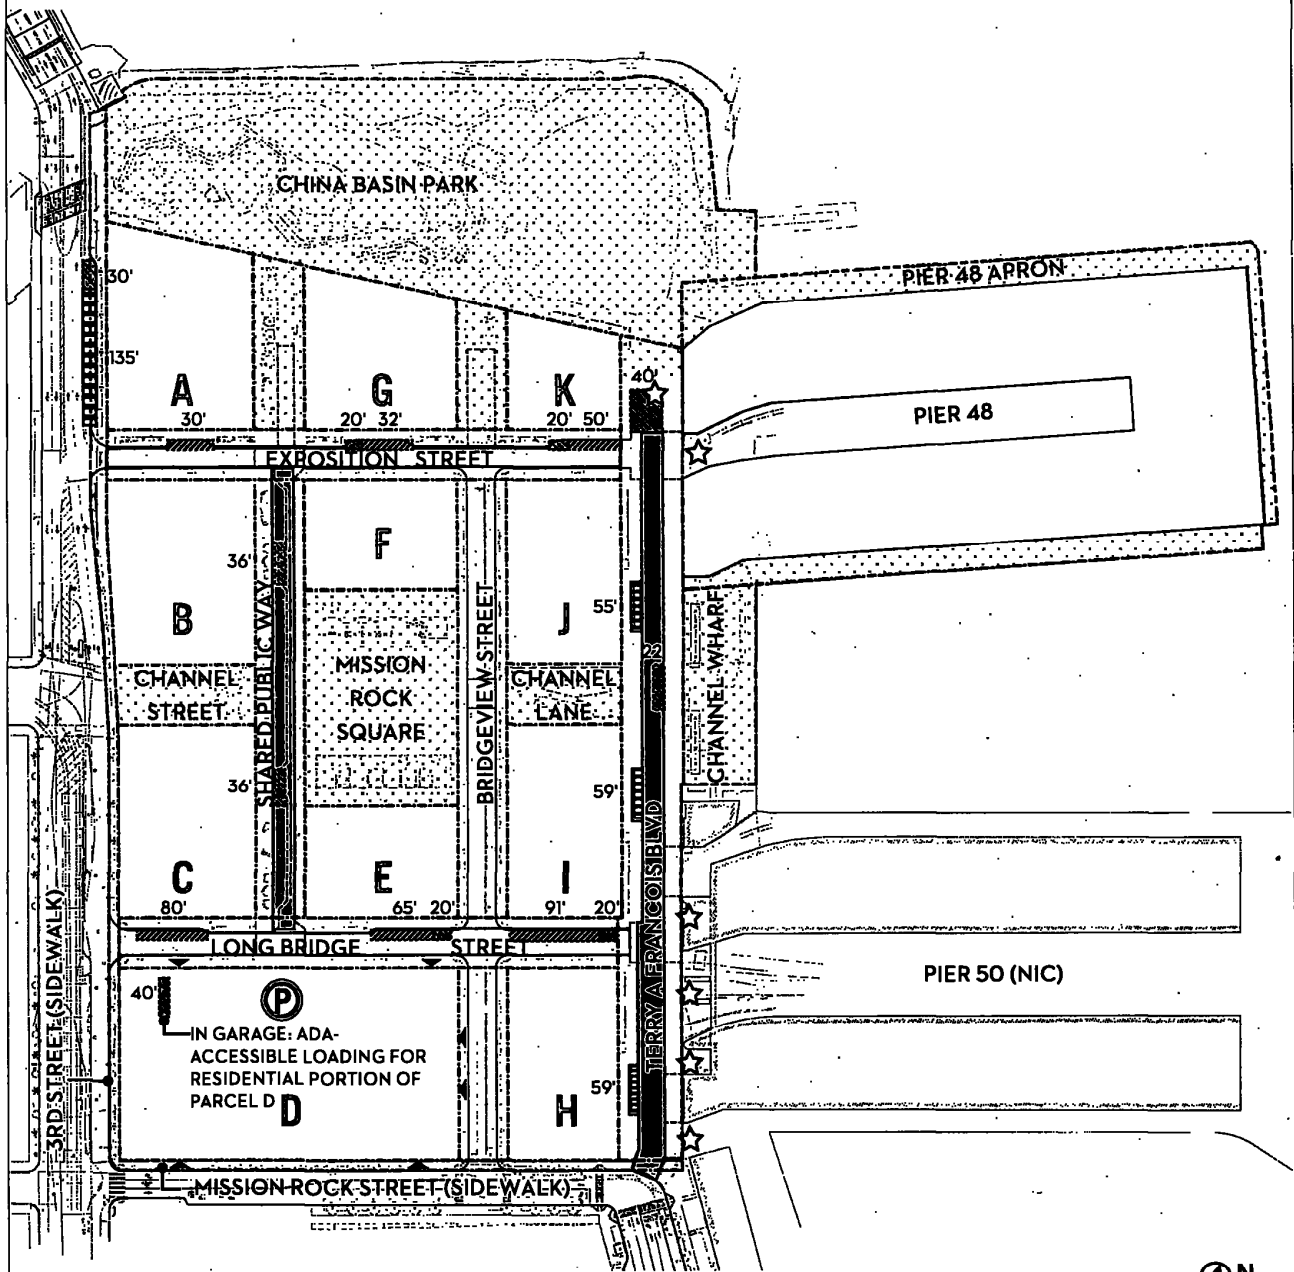 CHINA BASIN PARK
PIER 48 APRON
30'
135'
40'
A
G
K
30'
20' 32'
20' 50'
PIER 48
EXPOSITION STREET
F
36'
B
J
55'
22
CHANNEL
STREET
SHARED PUBLIC WAY
MISSION
ROCK
SQUARE
BRIDGEVIEW STREET
CHANNEL
LANE
CHANNEL WHARF
36'
59'
C
E
I
80'
65' 20'
91' 20'
TERRY A FRANCOIS BLVD
3RD STREET (SIDEWALK)
LONG BRIDGE STREET
PIER 50 (NIC)
40'
P
IN GARAGE: ADA-
ACCESSIBLE LOADING FOR
RESIDENTIAL PORTION OF
PARCEL D
D
H
59'
MISSION ROCK STREET (SIDEWALK)
N